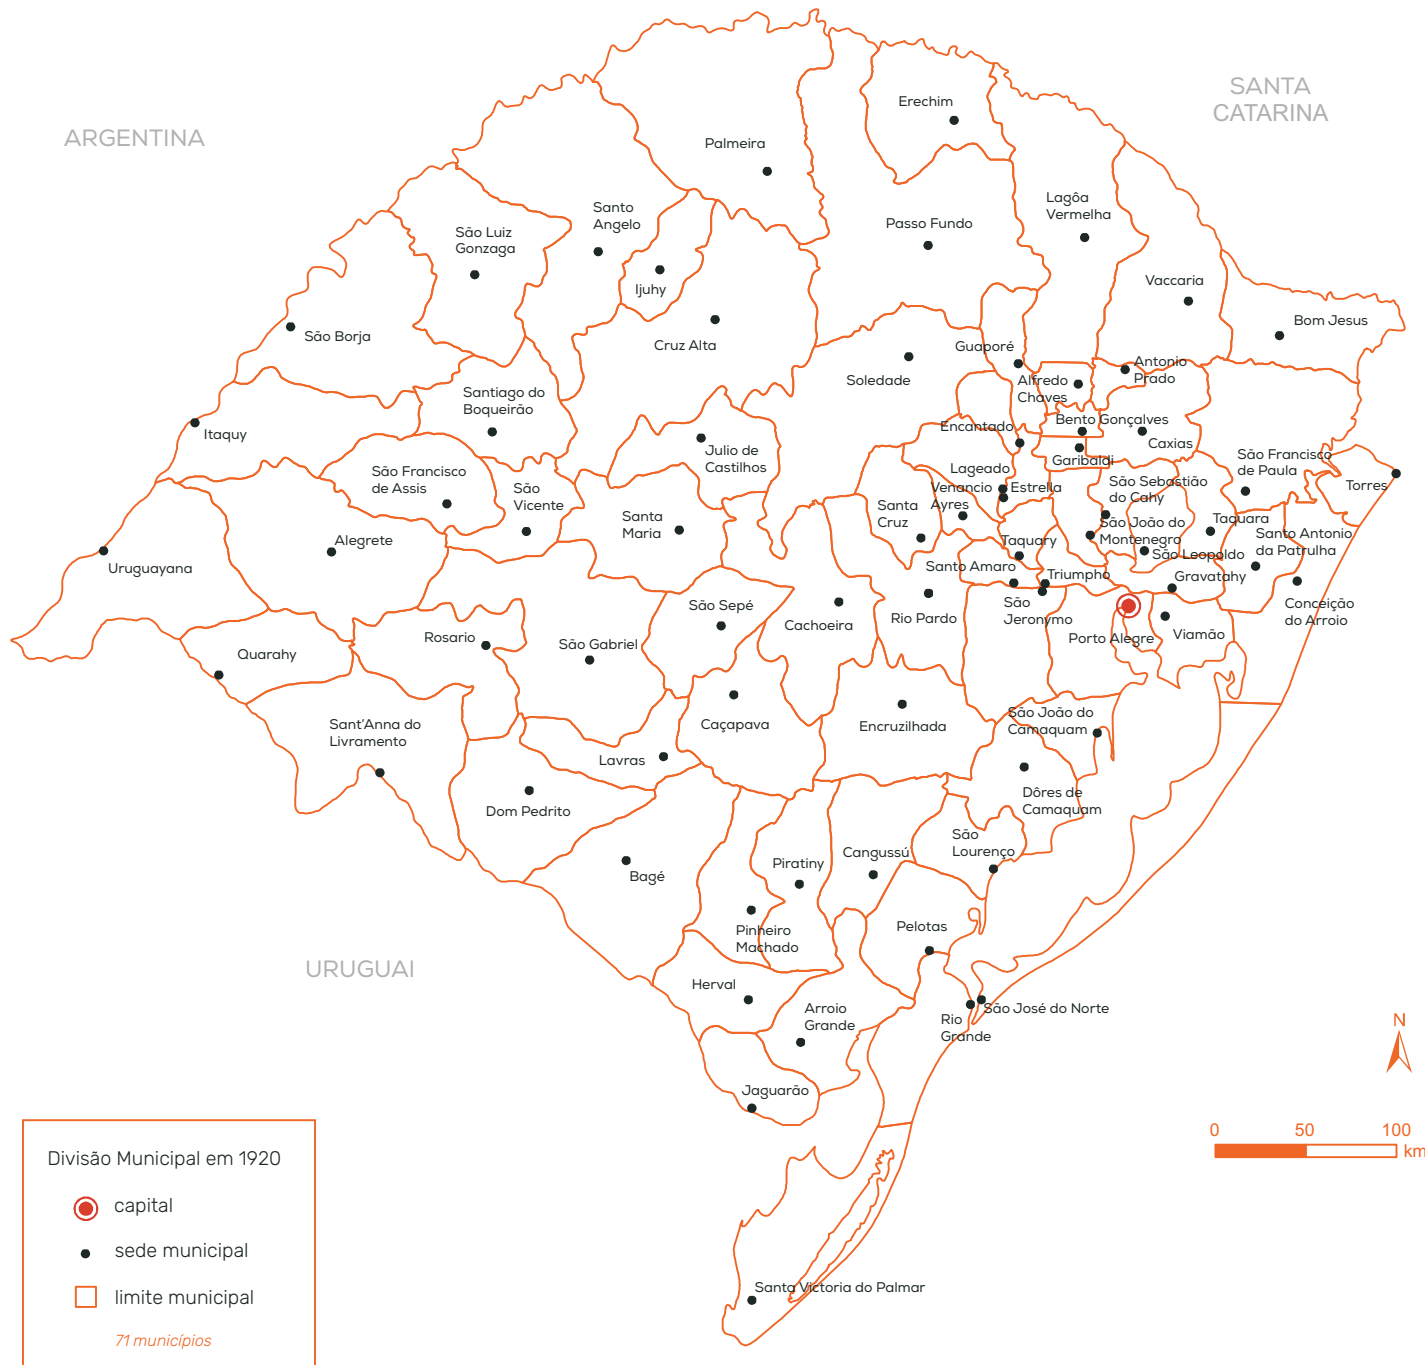 SANTA
CATARINA
ARGENTINA
Erechim
Palmeira
Lagôa
Vermelha
Santo
Angelo
Passo Fundo
São Luiz
Gonzaga
Ijuhy
Vaccaria
Bom Jesus
São Borja
Cruz Alta
Guaporé
Soledade
Antonio
Prado
Alfredo
Chaves
Santiago do
Boqueirão
Itaquy
Bento Gonçalves
Encantado
Caxias
Julio de
Castilhos
Garibaldi
São Francisco
de Paula
São Francisco
de Assis
Lageado
Torres
São
Vicente
Venancio
Ayres
Estrella
São Sebastião
do Cahy
Santa
Cruz
Santa
Maria
São João do
Montenegro
Taquara
Santo Antonio
da Patrulha
Alegrete
Taquary
São Leopoldo
Uruguayana
Santo Amaro
Triumpho
Gravatahy
São Sepé
São
Jeronymo
Conceição
do Arroio
Cachoeira
Rio Pardo
Rosario
São Gabriel
Porto Alegre
Viamão
Quarahy
Sant'Anna do
Livramento
Caçapava
Encruzilhada
São João do
Camaquam
Lavras
Dom Pedrito
Dôres de
Camaquam
São
Lourenço
Bagé
Piratiny
Cangussú
Pinheiro
Machado
Pelotas
URUGUAI
Herval
Arroio
Grande
São José do Norte
Rio
Grande
N
Jaguarão
0 50 100
km
Divisão Municipal em 1920
capital
sede municipal
limite municipal
71 municípios
Santa Victoria do Palmar